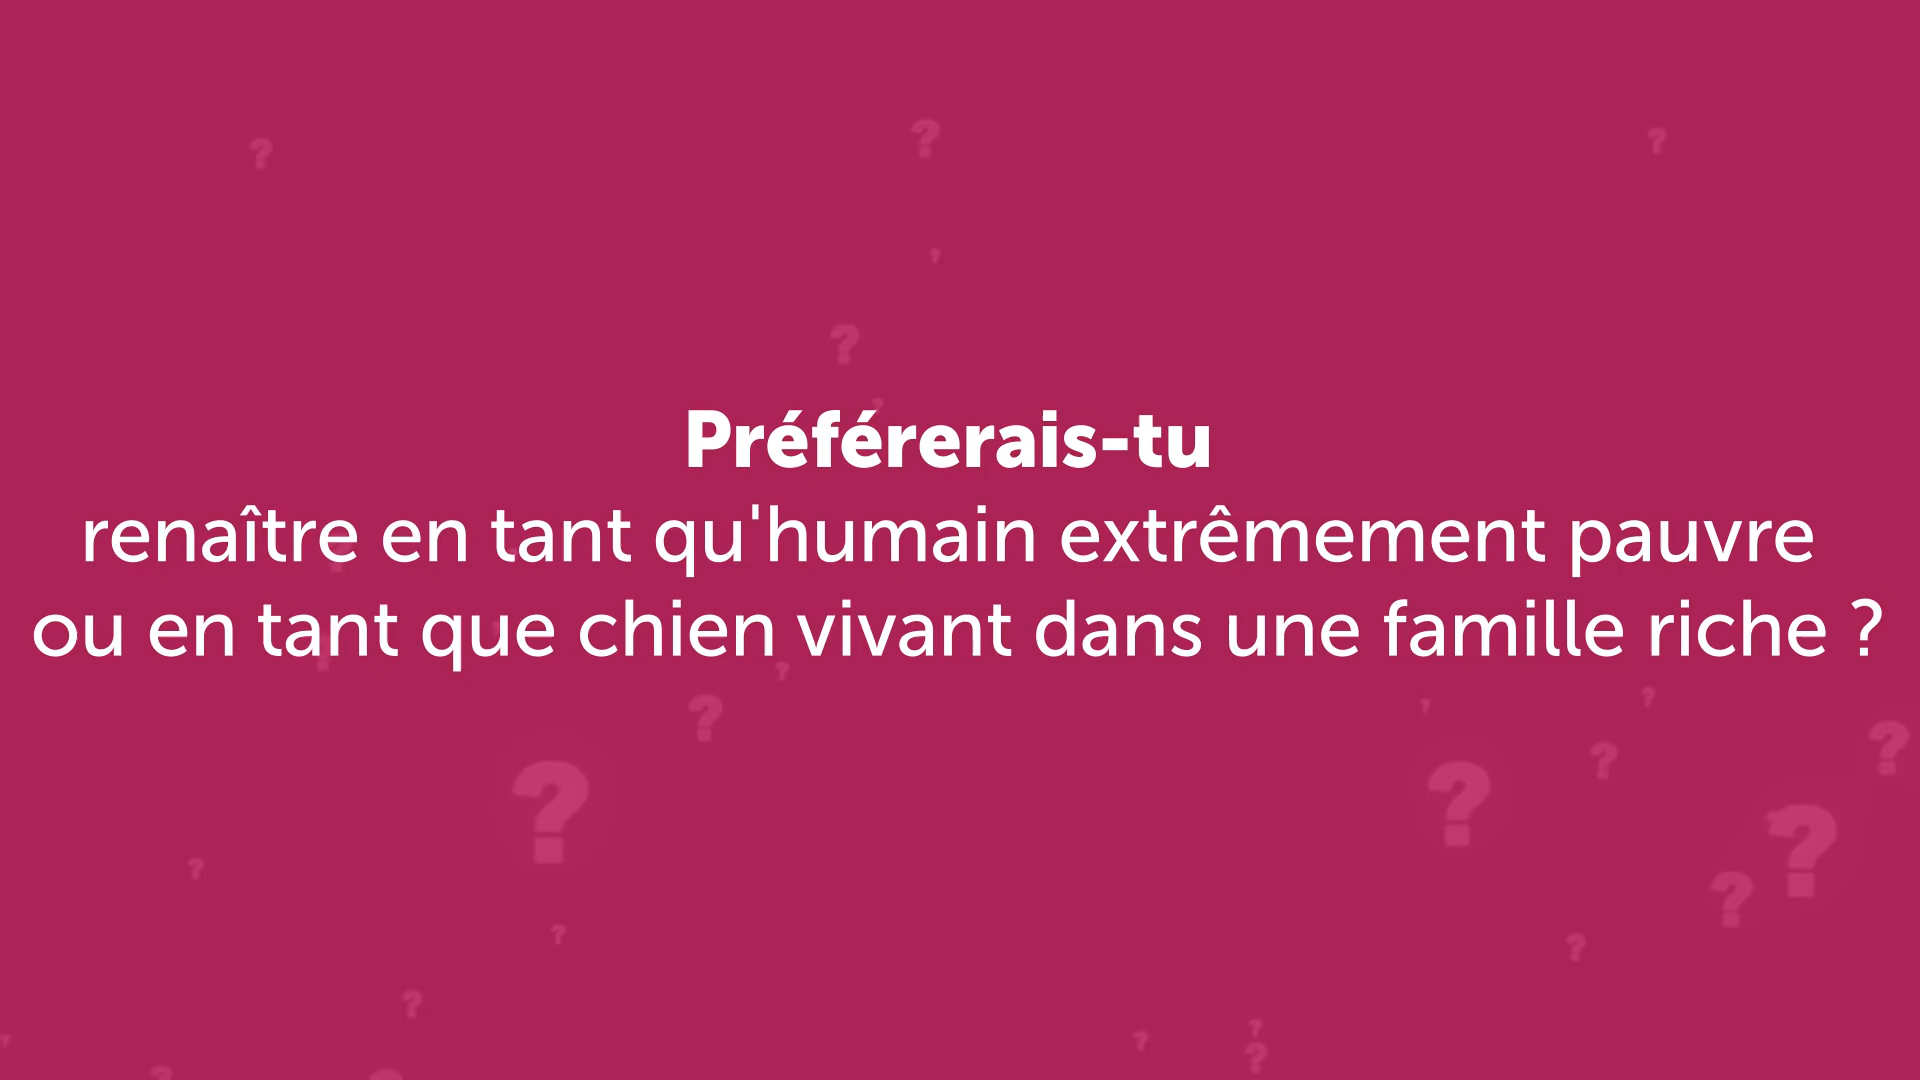 Préférerais-tu
renaître en tant qu'humain extrêmement pauvre
ou en tant que chien vivant dans une famille riche ?